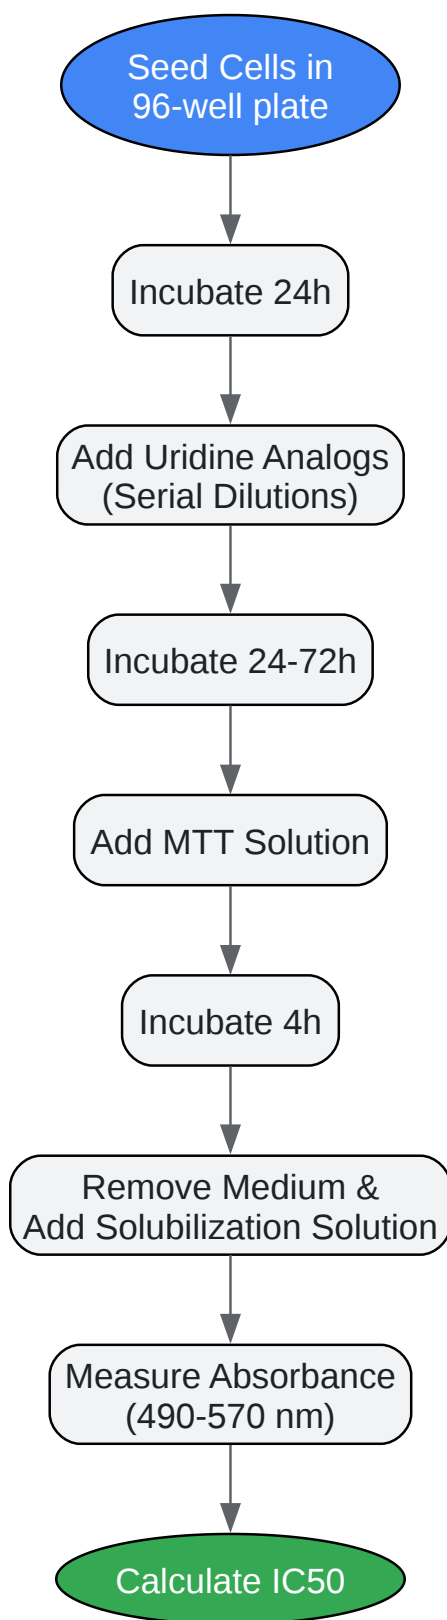 Seed Cells in
96-well plate
Incubate 24h
Add Uridine Analogs
(Serial Dilutions)
Incubate 24-72h
Add MTT Solution
Incubate 4h
Remove Medium &
Add Solubilization Solution
Measure Absorbance
(490-570 nm)
Calculate IC50